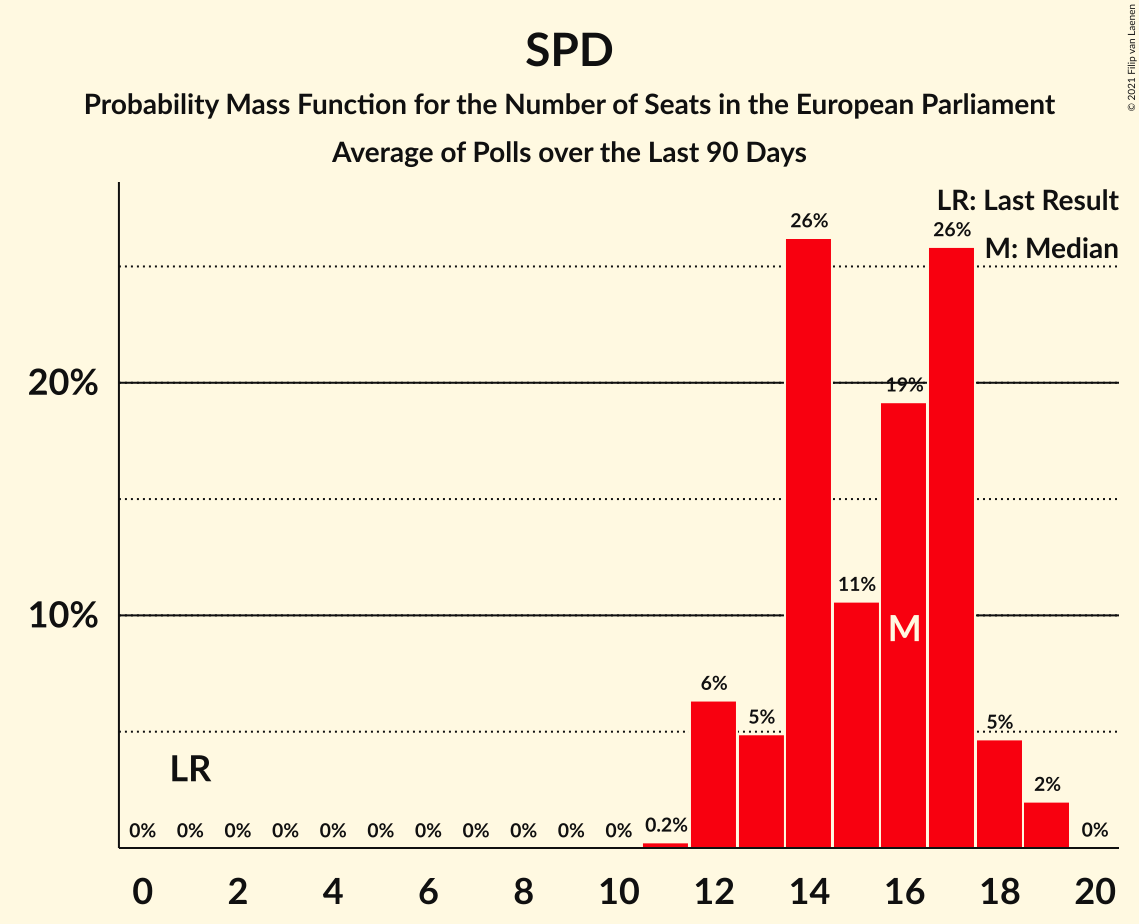 SPD
Probability Mass Function for the Number of Seats in the European Parliament
Average of Polls over the Last 90 Days
© 2021 Filip van Laenen
LR: Last Result
M: Median
26%
26%
20%
19%
11%
10%
M
6%
5%
5%
LR
2%
0% 0% 0% 0% 0% 0% 0% 0% 0% 0% 0% 0.2% 0%
0 2 4 6 8 10 12 14 16 18 20